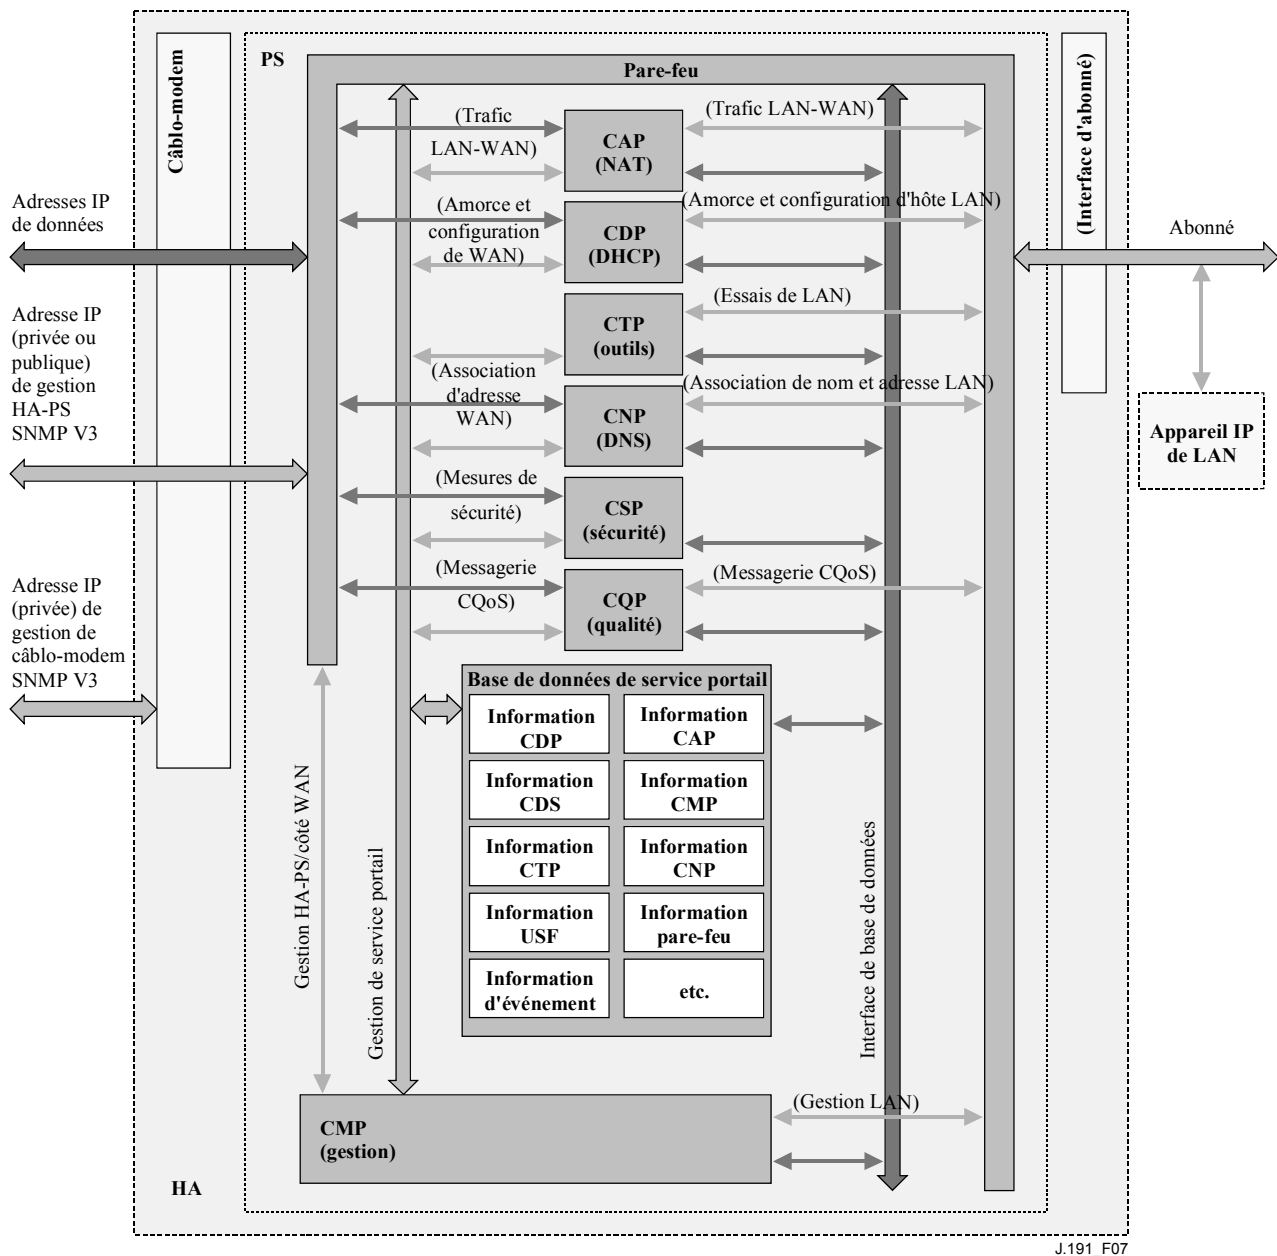 PS
Pare-feu
Câblo-modem
(Interface d'abonné)
(Trafic
LAN-WAN)
CAP
(NAT)
(Trafic LAN-WAN)
Adresses IP
de données
(Amorce et
configuration
de WAN)
CDP
(DHCP)
(Amorce et configuration d'hôte LAN)
Abonné
Adresse IP
(privée ou
publique)
de gestion
HA-PS
SNMP V3
CTP
(outils)
(Essais de LAN)
(Association
d'adresse
WAN)
CNP
(DNS)
(Association de nom et adresse LAN)
Appareil IP
de LAN
(Mesures de
sécurité)
CSP
(sécurité)
Adresse IP
(privée) de
gestion de
câblo-modem
SNMP V3
(Messagerie
CQoS)
CQP
(qualité)
(Messagerie CQoS)
Base de données de service portail
Information
CDP
Information
CAP
Information
CDS
Information
CMP
Information
CTP
Information
CNP
Information
USF
Information
pare-feu
Information
d'événement
etc.
Gestion HA-PS/côté WAN
Gestion de service portail
Interface de base de données
CMP
(gestion)
(Gestion LAN)
HA
J.191_F07